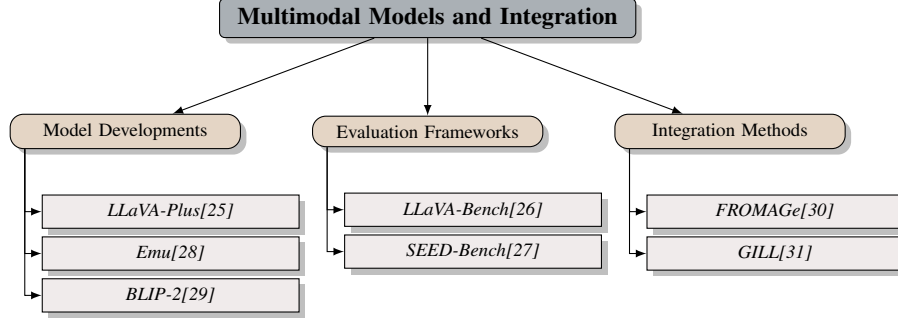 Multimodal Models and Integration
Model Developments
LLaVA-Plus[25]
Emu[28]
BLIP-2[29]
Evaluation Frameworks
LLaVA-Bench[26]
SEED-Bench[27]
Integration Methods
FROMAGe[30]
GILL[31]